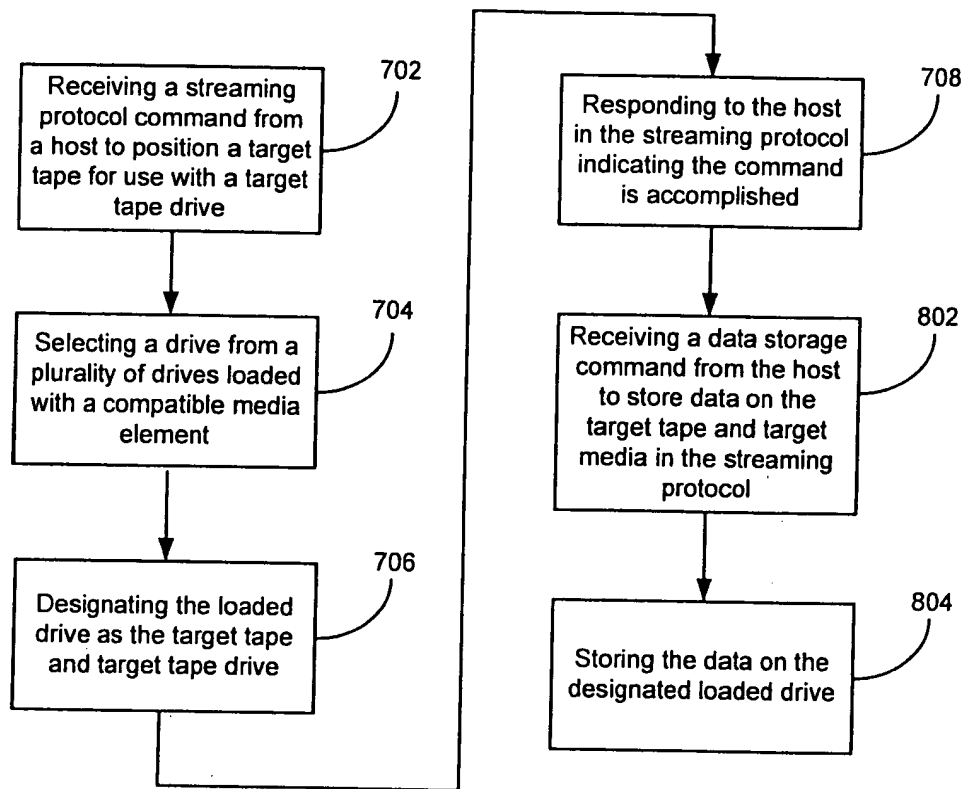 702
Receiving a streaming
protocol command from
a host to position a target
tape for use with a target
tape drive
704
Selecting a drive from a
plurality of drives loaded
with a compatible media
element
706
Designating the loaded
drive as the target tape
and target tape drive
708
Responding to the host
in the streaming protocol
indicating the command
is accomplished
802
Receiving a data storage
command from the host
to store data on the
target tape and target
media in the streaming
protocol
804
Storing the data on the
designated loaded drive